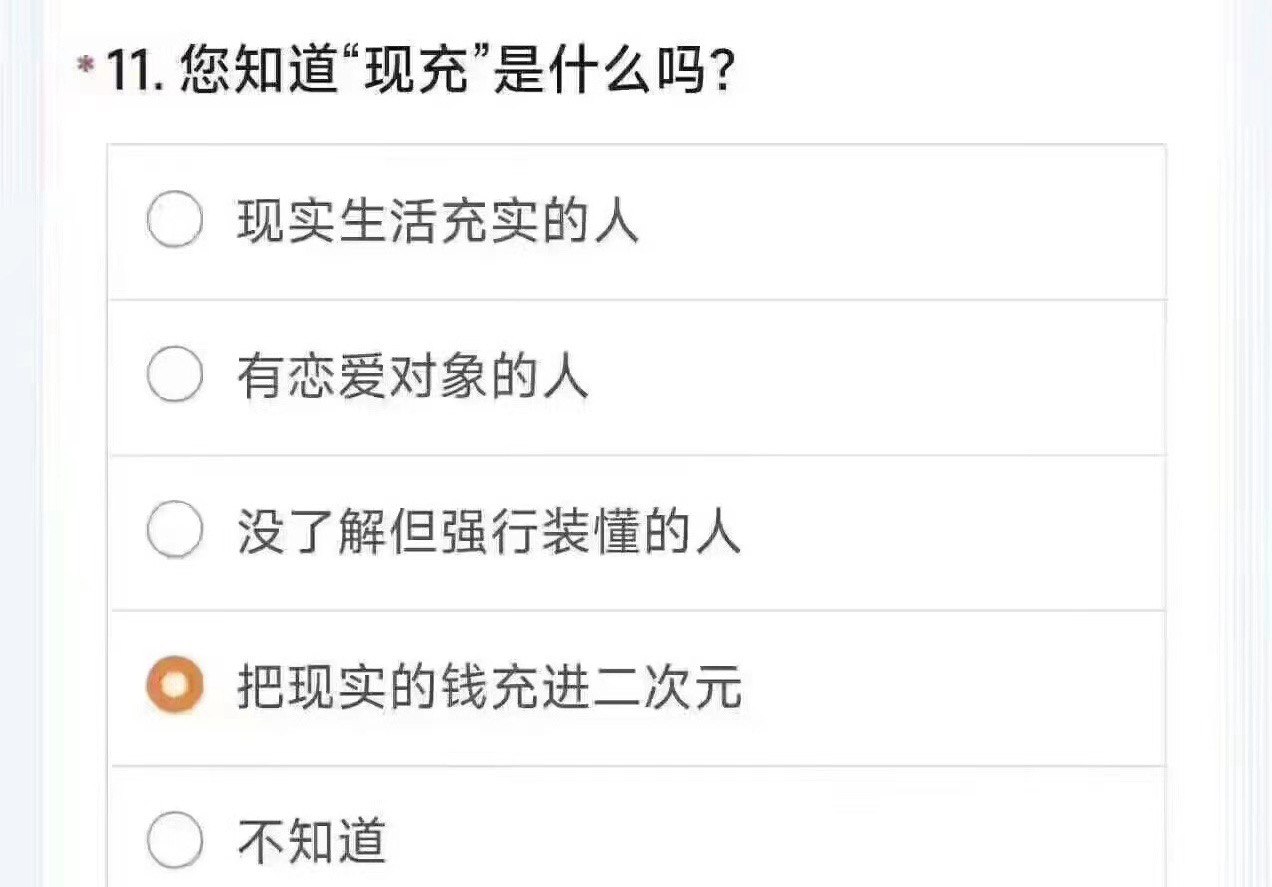 *11. 您知道“现充”是什么吗?
现实生活充实的人
有恋爱对象的人
没了解但强行装懂的人
把现实的钱充进二次元
不知道